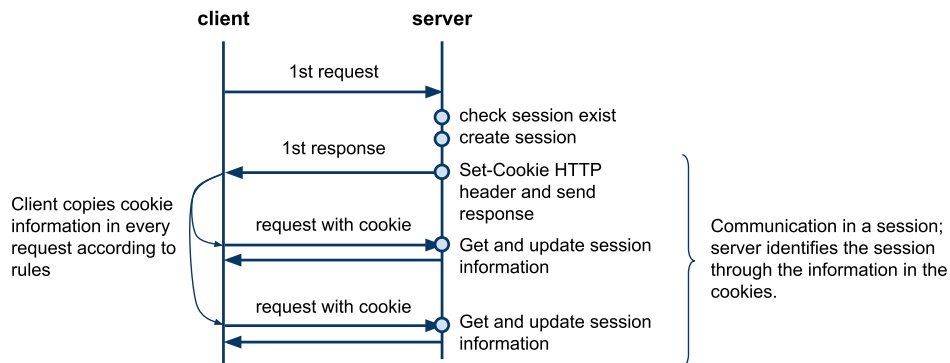 client
server
1st request
check session exist
create session
1st response
Set-Cookie HTTP
header and send
response
Client copies cookie
information in every
request according to
rules
request with cookie
Get and update session
information
Communication in a session;
server identifies the session
through the information in the
cookies.
request with cookie
Get and update session
information